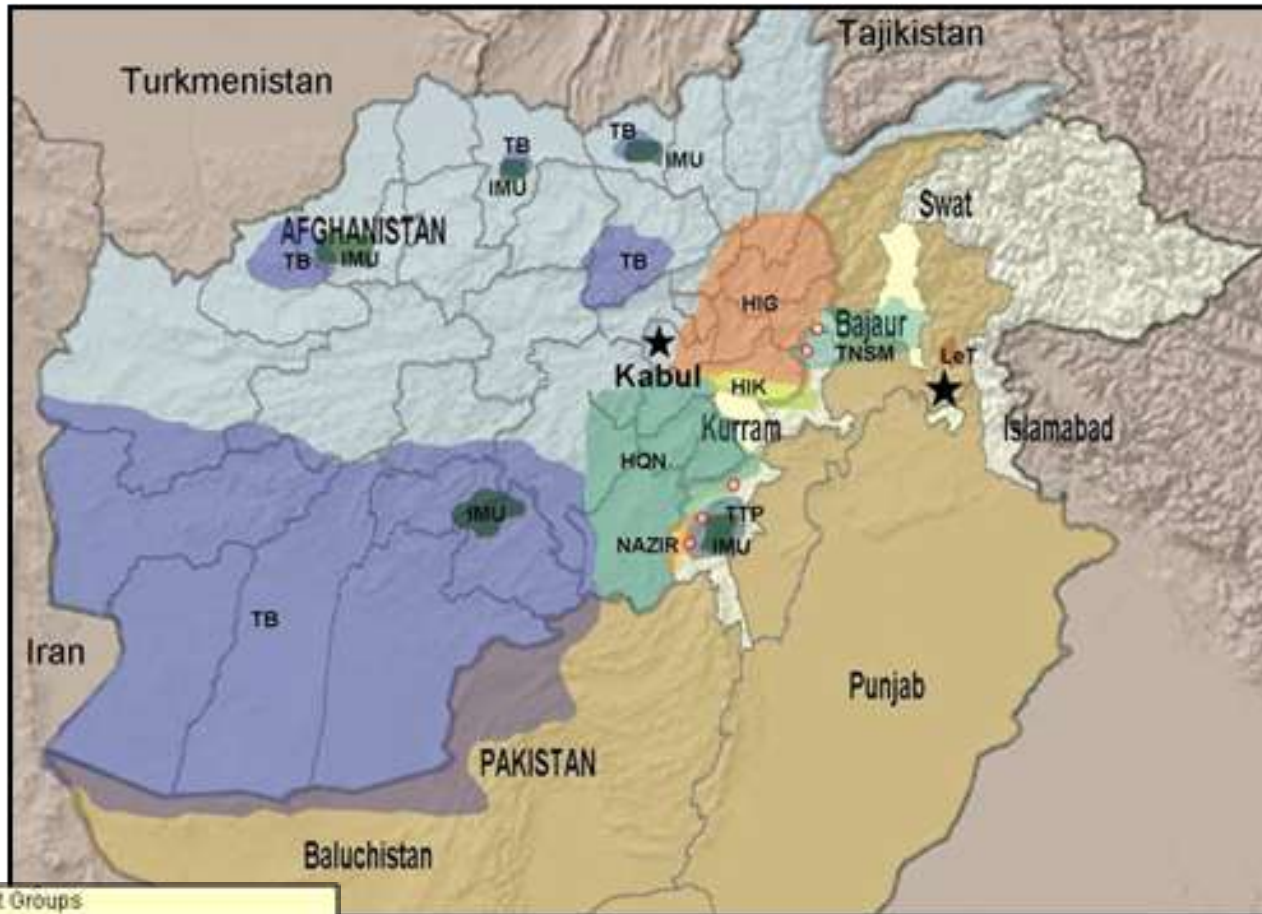 Tajikistan
Turkmenistan
TB
TB
IMU
IMU
Swat
AFGHANISTAN
TB
IMU
TB
HIG
Bajaur
TNSM
LeT
Kabul
HIK
Kurram
Islamabad
HQN
TTP
IMU
NAZIR
IMU
TB
Iran
Punjab
PAKISTAN
Baluchistan
t Groups